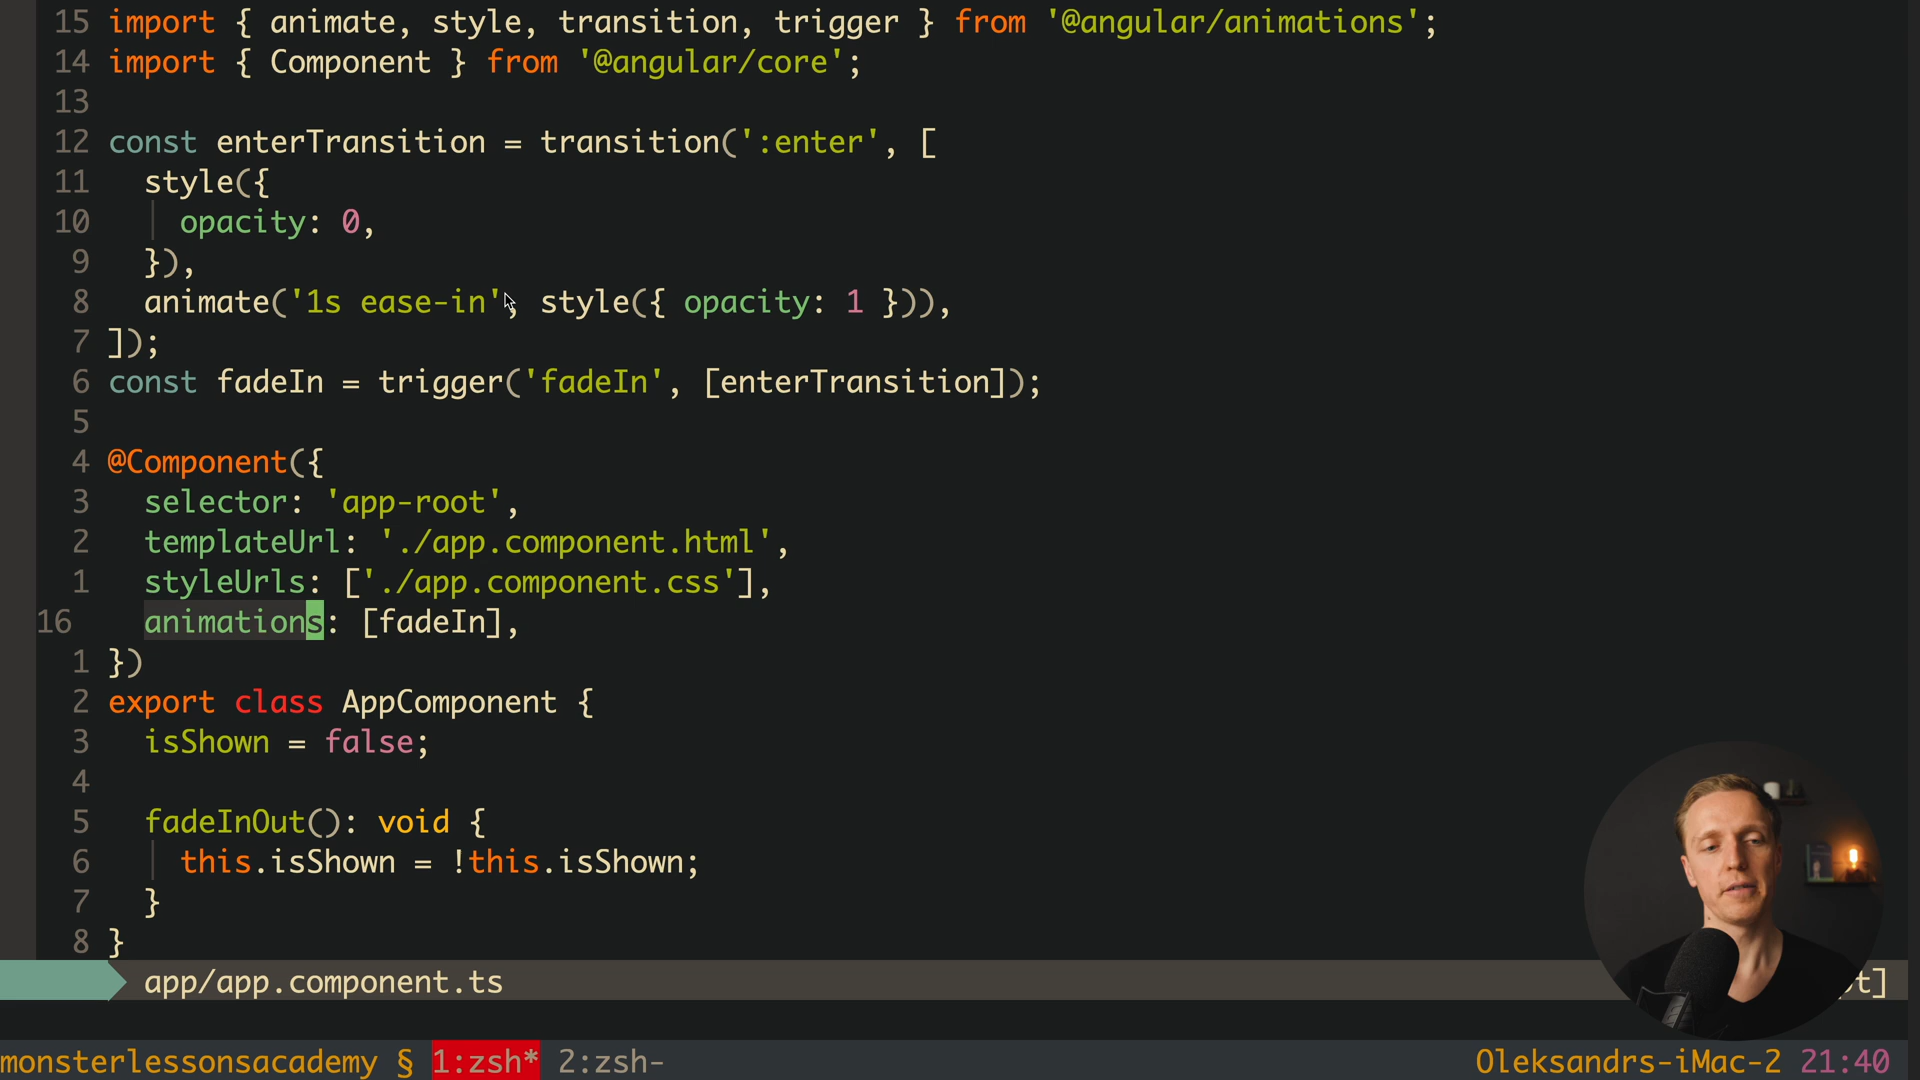 15 import { animate, style, transition, trigger } from '@angular/animations';
14 import { Component } from '@angular/core';
13
12 const enterTransition = transition(':enter', [
11   style({
10     opacity: 0,
9   }),
8   animate('1s ease-in', style({ opacity: 1 })),
7 ]);
6 const fadeIn = trigger('fadeIn', [enterTransition]);
5
4 @Component({
3   selector: 'app-root',
2   templateUrl: './app.component.html',
1   styleUrls: ['./app.component.css'],
16   animations: [fadeIn],
1 })
2 export class AppComponent {
3   isShown = false;
4
5   fadeInOut(): void {
6     this.isShown = !this.isShown;
7   }
8 }
app/app.component.ts t]
monsterlessonsacademy § 1:zsh* 2:zsh- Oleksandrs-iMac-2 21:40